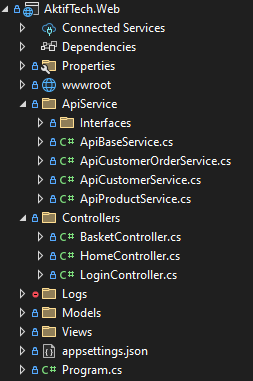 AktifTech.Web
Connected Services
Dependencies
Properties
wwwroot
ApiService
Interfaces
C# ApiBaseService.cs
C# ApiCustomerOrderService.cs
C# ApiCustomerService.cs
C# ApiProductService.cs
Controllers
C# BasketController.cs
C# HomeController.cs
C# LoginController.cs
Logs
Models
Views
appsettings.json
C# Program.cs